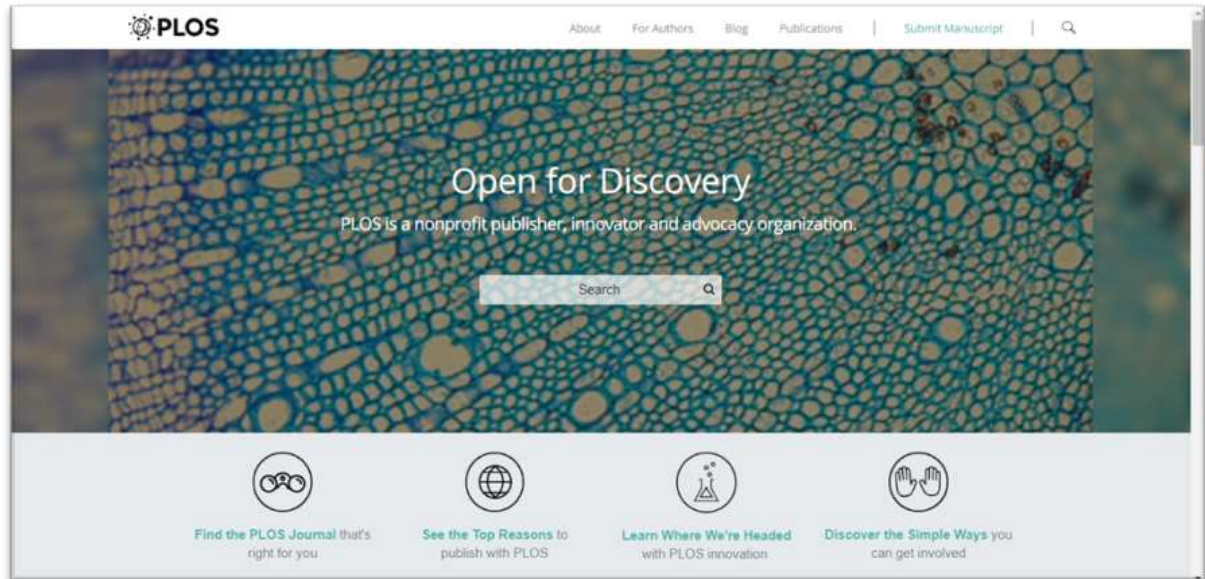 PLOS
About For Authors Blog Publications | Submit Manuscript |
Open for Discovery
PLOS is a nonprofit publisher, innovator and advocacy organization.
Search
Find the PLOS Journal that's
right for you
See the Top Reasons to
publish with PLOS
Learn Where We're Headed
with PLOS innovation
Discover the Simple Ways you
can get involved